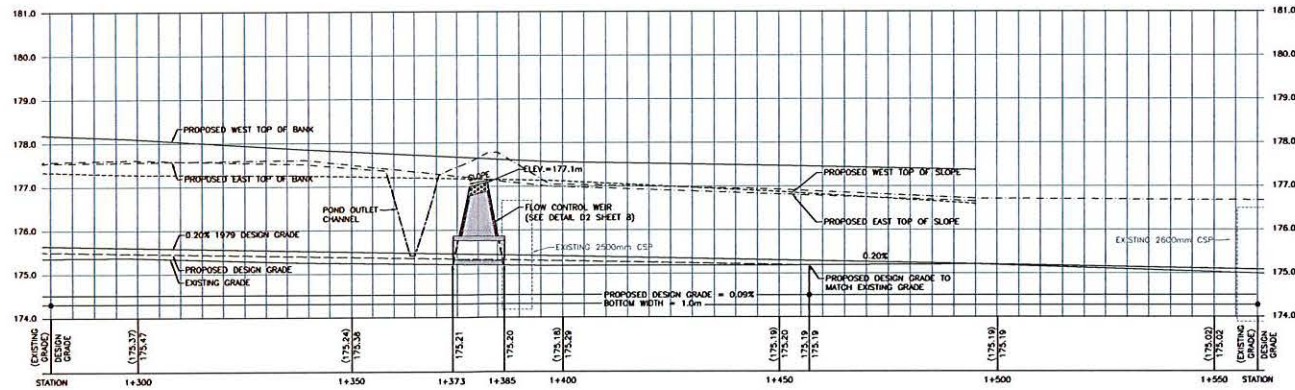 181.0
180.0
179.0
178.0
177.0
176.0
175.0
174.0
181.0
180.0
179.0
178.0
177.0
176.0
175.0
174.0
PROPOSED WEST TOP OF BANK
PROPOSED EAST TOP OF BANK
POND OUTLET
CHANNEL
SLOPE
ELEV.=177.1m
FLOW CONTROL WEIR
(SEE DETAIL D2 SHEET 8)
EXISTING 2500mm CSP
PROPOSED WEST TOP OF SLOPE
PROPOSED EAST TOP OF SLOPE
EXISTING 2600mm CSP
0.20% 1979 DESIGN GRADE
PROPOSED DESIGN GRADE
EXISTING GRADE
0.20%
PROPOSED DESIGN GRADE TO
MATCH EXISTING GRADE
PROPOSED DESIGN GRADE = 0.09%
BOTTOM WIDTH = 1.0m
(EXISTING
GRADE)
DESIGN
GRADE
(175.37)
175.47
(175.24)
175.38
175.21
175.20
(175.18)
175.29
(175.19)
175.20
175.19
175.19
(175.19)
175.19
(175.02)
175.02
(EXISTING
GRADE)
DESIGN
GRADE
STATION
1+300
1+350
1+373
1+385
1+400
1+450
1+500
1+550
STATION